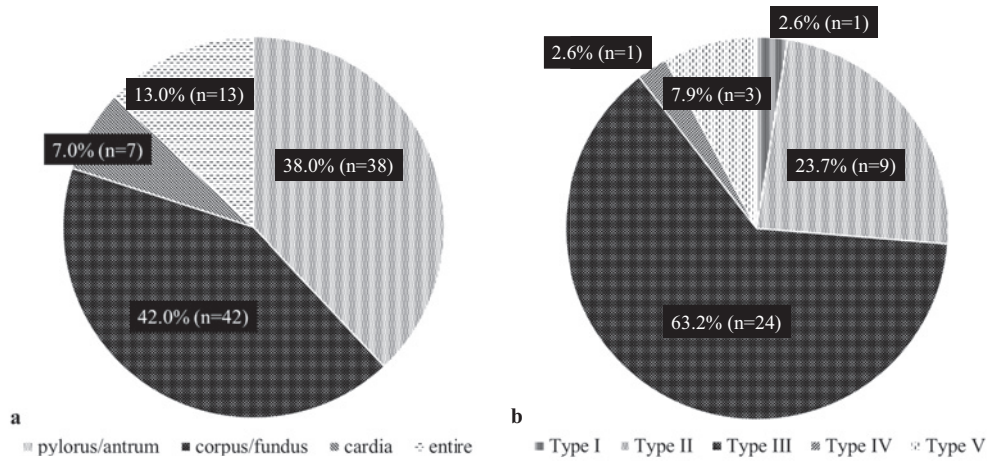 2.6% (n=1)
2.6% (n=1)
13.0% (n=13)
7.9% (n=3)
7.0% (n=7)
38.0% (n=38)
23.7% (n=9)
42.0% (n=42)
63.2% (n=24)
a
b
pylorus/antrum corpus/fundus cardia entire
Type I Type II Type III Type IV Type V